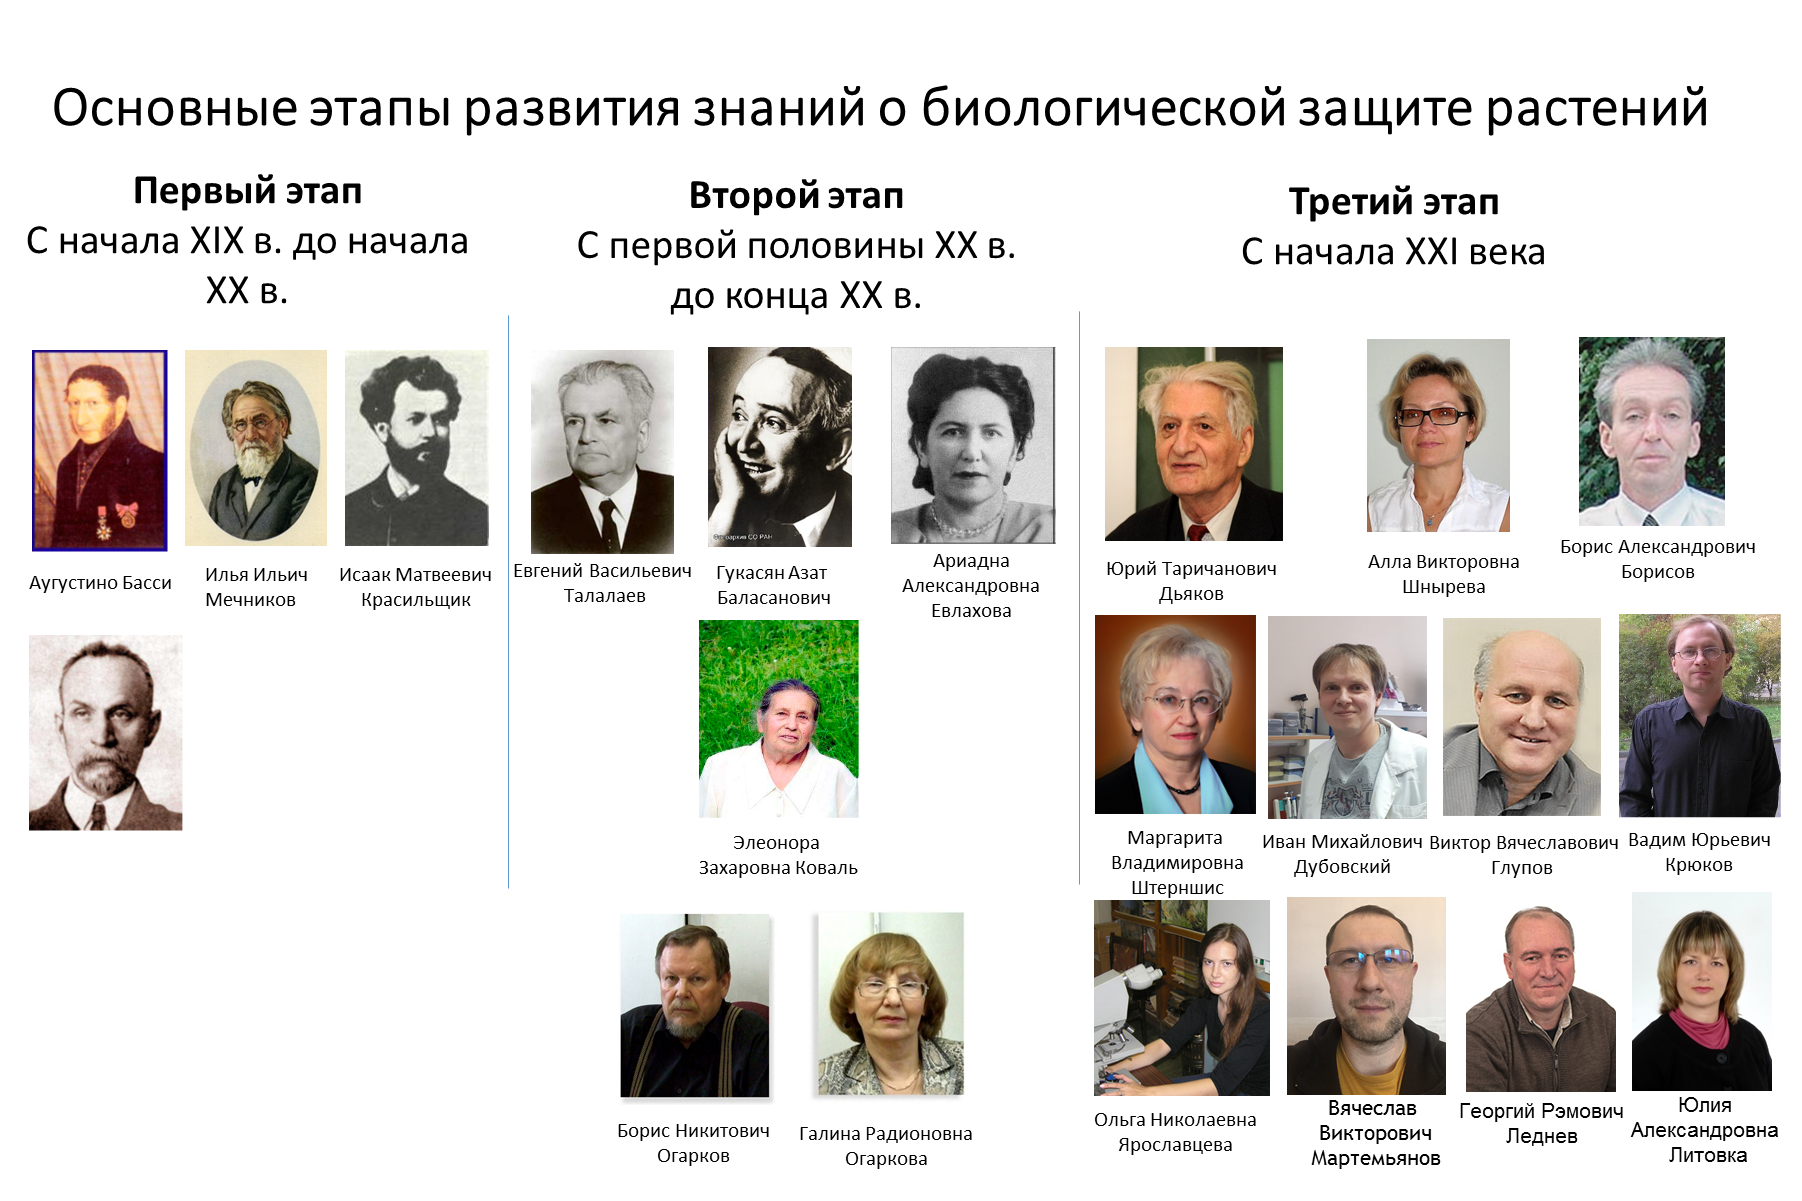 Основные этапы развития знаний о биологической защите растений
Первый этап
С начала XIX в. до начала
XX в.
Второй этап
С первой половины XX в.
до конца XX в.
Третий этап
С начала XXI века
Аугустино Басси
Илья Ильич
Мечников
Исаак Матвеевич
Красильщик
Евгений Васильевич
Талалаев
Фотоархив СО РАН
Гукасян Азат
Баласанович
Ариадна
Александровна
Евлахова
Элеонора
Захаровна Коваль
Борис Никитович
Огарков
Галина Радионовна
Огаркова
Юрий Таричанович
Дьяков
Алла Викторовна
Шнырева
Борис Александрович
Борисов
Маргарита
Владимировна
Штерншис
Иван Михайлович
Дубовский
Виктор Вячеславович
Глупов
Вадим Юрьевич
Крюков
Ольга Николаевна
Ярославцева
Вячеслав
Викторович
Мартемьянов
Георгий Рэмович
Леднев
Юлия
Александровна
Литовка